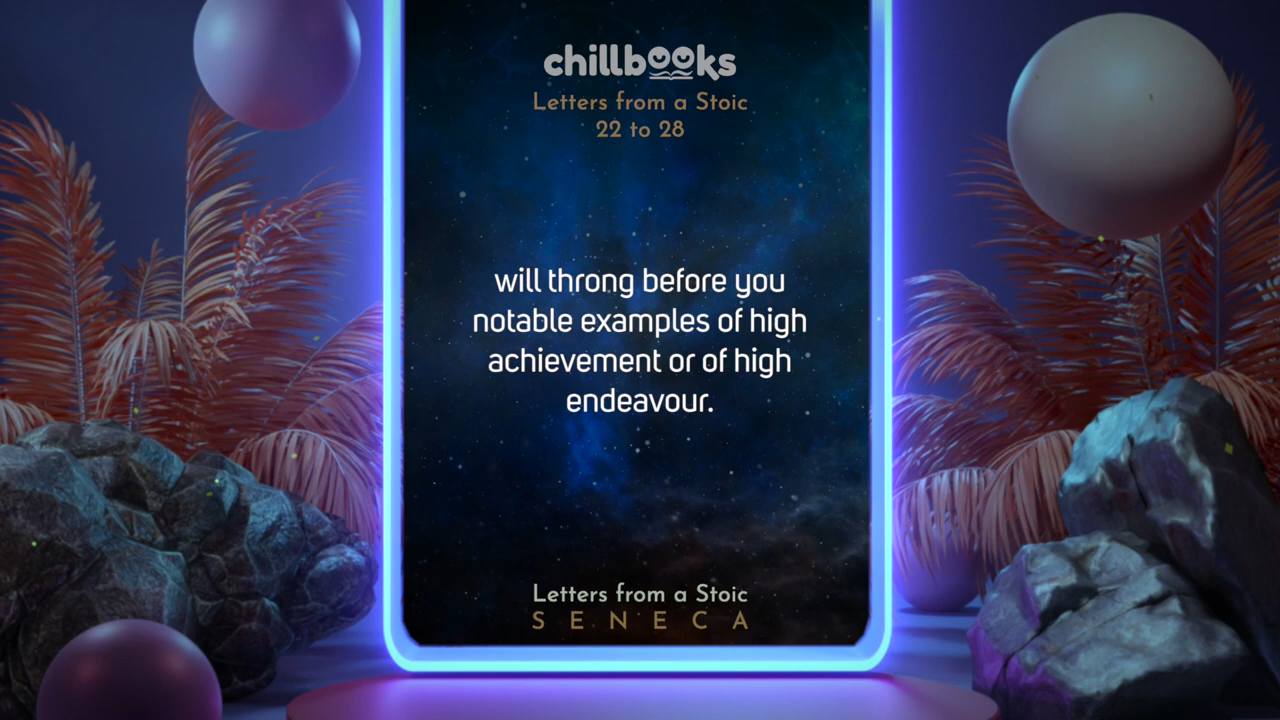 chillbooks
Letters from a Stoic
22 to 28
will throng before you
notable examples of high
achievement or of high
endeavour.
Letters from a Stoic
SENECA